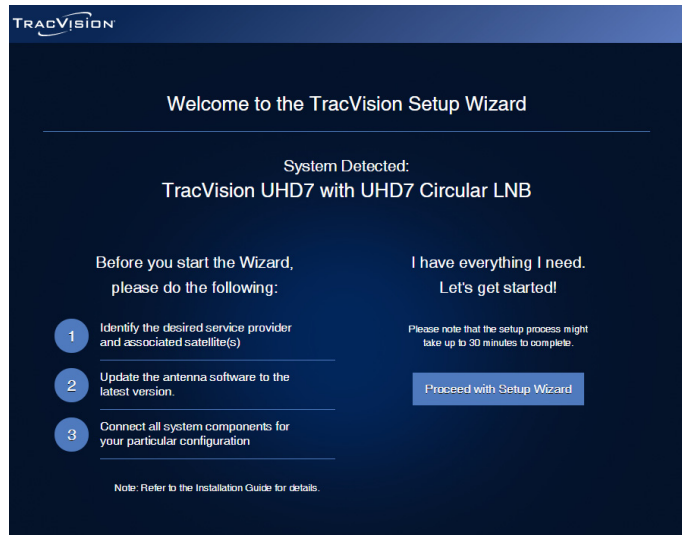 TRACVISION
Welcome to the TracVision Setup Wizard
System Detected:
TracVision UHD7 with UHD7 Circular LNB
Before you start the Wizard,
please do the following:
1
Identify the desired service provider
and associated satellite(s)
2
Update the antenna software to the
latest version.
3
Connect all system components for
your particular configuration
Note: Refer to the Installation Guide for details.
I have everything I need.
Let's get started!
Please note that the setup process might
take up to 30 minutes to complete.
Proceed with Setup Wizard